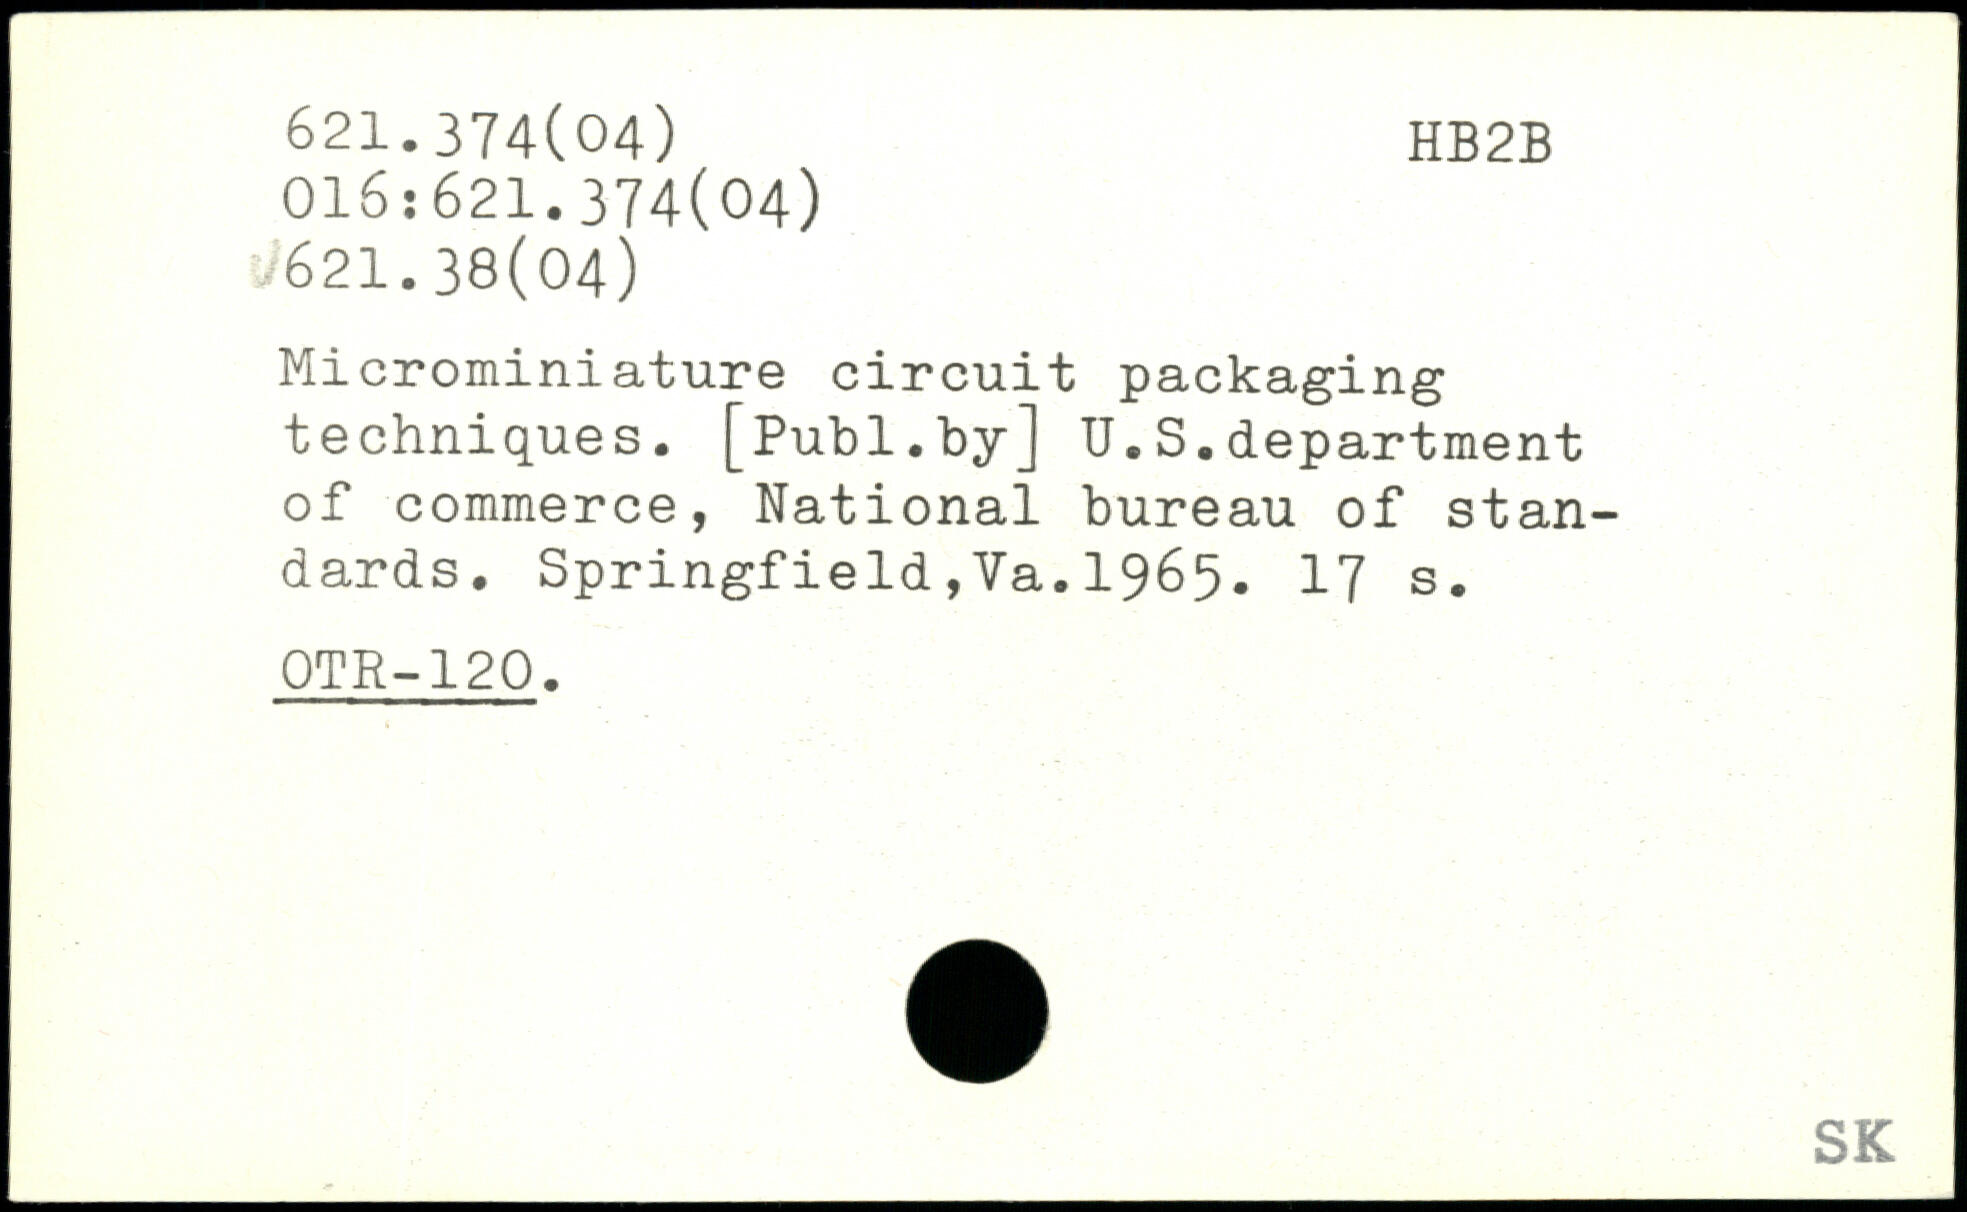 621.374(04) HB2B
016:621.374(04)
621.38(04)
Microminiature circuit packaging
techniques. [Publ.by] U.S.department
of commerce, National bureau of stan-
dards. Springfield,Va.1965. 17 s.
OTR-120.
SK